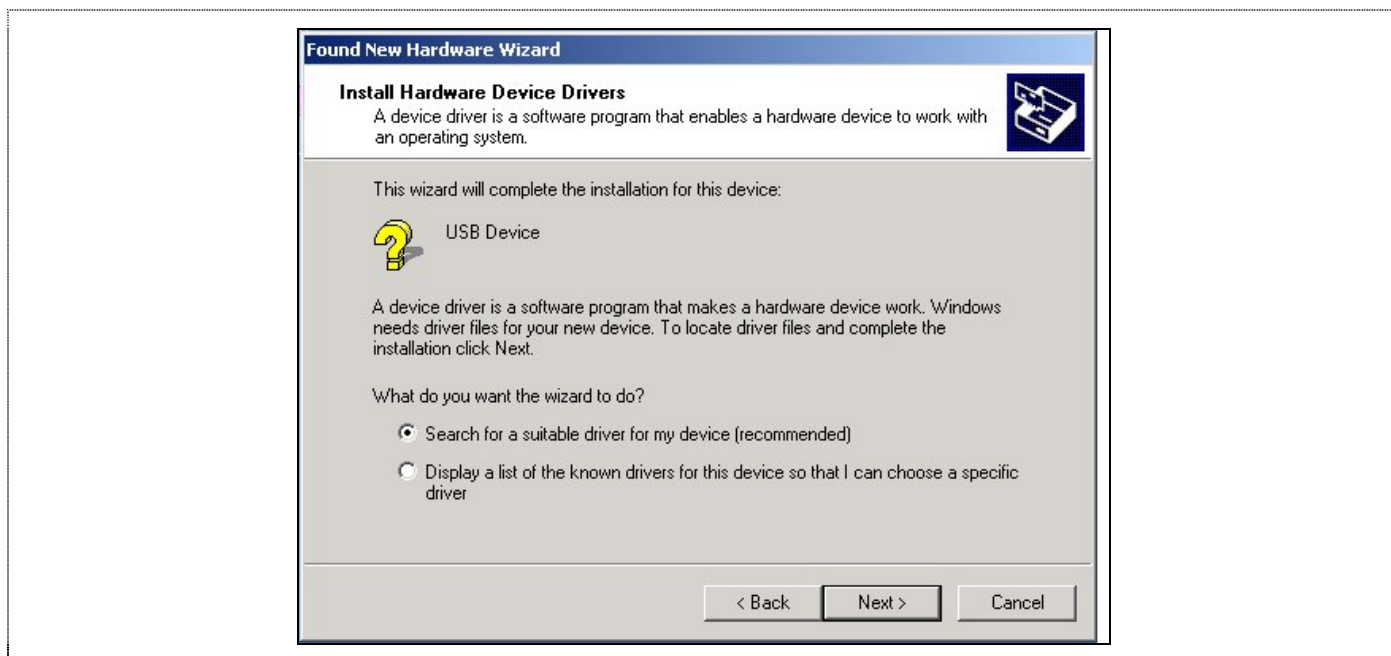 Found New Hardware Wizard
Install Hardware Device Drivers
A device driver is a software program that enables a hardware device to work with
an operating system.
This wizard will complete the installation for this device:
USB Device
A device driver is a software program that makes a hardware device work. Windows
needs driver files for your new device. To locate driver files and complete the
installation click Next.
What do you want the wizard to do?
Search for a suitable driver for my device (recommended)
Display a list of the known drivers for this device so that I can choose a specific
driver
< Back Next > Cancel